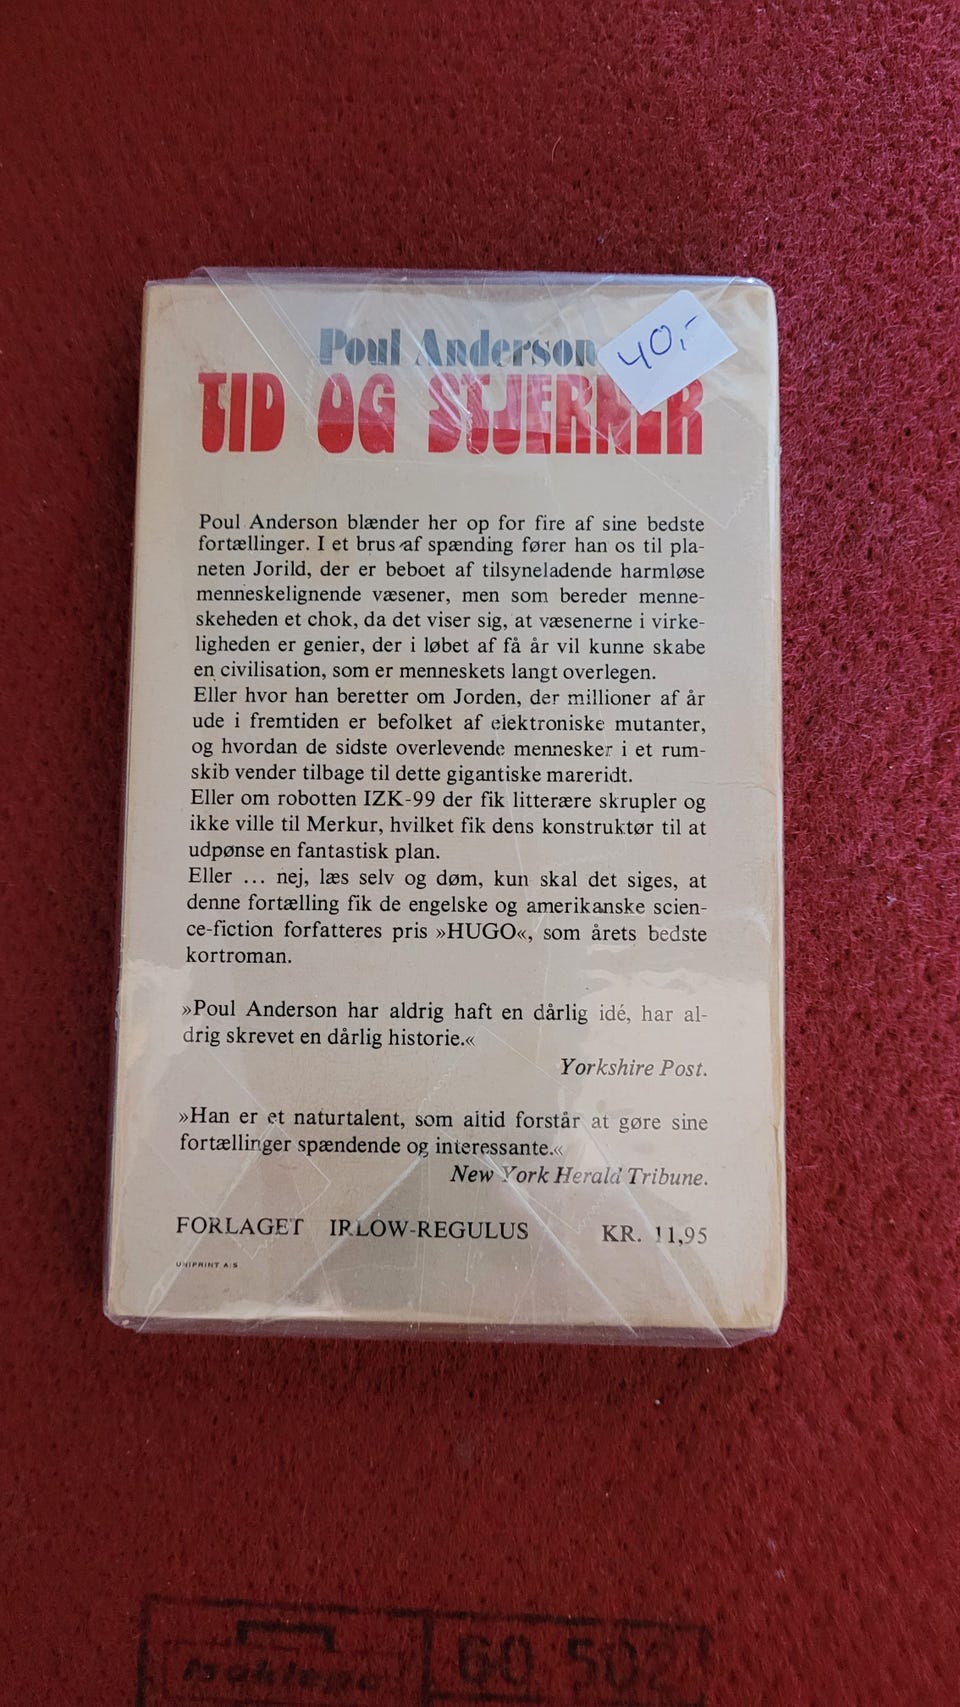 Poul Anderson
40,-
TID OG STJERNER
Poul Anderson blænder her op for fire af sine bedste
fortællinger. I et brus af spænding fører han os til pla-
neten Jorild, der er beboet af tilsyneladende harmløse
menneskelignende væsener, men som bereder menne-
skeheden et chok, da det viser sig, at væsenerne i virke-
ligheden er genier, der i løbet af få år vil kunne skabe
en civilisation, som er menneskets langt overlegen.
Eller hvor han beretter om Jorden, der millioner af år
ude i fremtiden er befolket af elektroniske mutanter,
og hvordan de sidste overlevende mennesker i et rum-
skib vender tilbage til dette gigantiske mareridt.
Eller om robotten IZK-99 der fik litterære skrupler og
ikke ville til Merkur, hvilket fik dens konstruktør til at
udpønse en fantastisk plan.
Eller ... nej, læs selv og døm, kun skal det siges, at
denne fortælling fik de engelske og amerikanske scien-
ce-fiction forfatteres pris »HUGO«, som årets bedste
kortroman.
»Poul Anderson har aldrig haft en dårlig idé, har al-
drig skrevet en dårlig historie.«
Yorkshire Post.
»Han er et naturtalent, som altid forstår at gøre sine
fortællinger spændende og interessante.«
New York Herald Tribune.
FORLAGET IRLOW-REGULUS KR. 11,95
UNIPRINT A/S
60 502